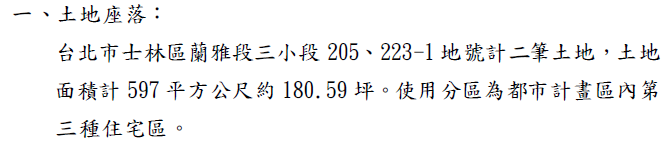 一、土地座落：
台北市士林區蘭雅段三小段 205、223-1 地號計二筆土地，土地
面積計 597 平方公尺約 180.59 坪。使用分區為都市計畫區內第
三種住宅區。